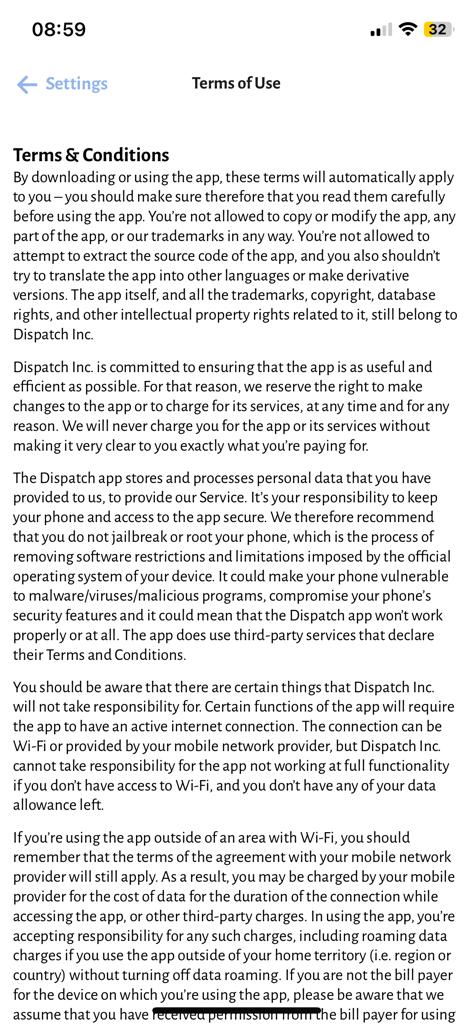 08:59
32
← Settings
Terms of Use
Terms & Conditions
By downloading or using the app, these terms will automatically apply
to you – you should make sure therefore that you read them carefully
before using the app. You're not allowed to copy or modify the app, any
part of the app, or our trademarks in any way. You're not allowed to
attempt to extract the source code of the app, and you also shouldn't
try to translate the app into other languages or make derivative
versions. The app itself, and all the trademarks, copyright, database
rights, and other intellectual property rights related to it, still belong to
Dispatch Inc.
Dispatch Inc. is committed to ensuring that the app is as useful and
efficient as possible. For that reason, we reserve the right to make
changes to the app or to charge for its services, at any time and for any
reason. We will never charge you for the app or its services without
making it very clear to you exactly what you're paying for.
The Dispatch app stores and processes personal data that you have
provided to us, to provide our Service. It's your responsibility to keep
your phone and access to the app secure. We therefore recommend
that you do not jailbreak or root your phone, which is the process of
removing software restrictions and limitations imposed by the official
operating system of your device. It could make your phone vulnerable
to malware/viruses/malicious programs, compromise your phone's
security features and it could mean that the Dispatch app won't work
properly or at all. The app does use third-party services that declare
their Terms and Conditions.
You should be aware that there are certain things that Dispatch Inc.
will not take responsibility for. Certain functions of the app will require
the app to have an active internet connection. The connection can be
Wi-Fi or provided by your mobile network provider, but Dispatch Inc.
cannot take responsibility for the app not working at full functionality
if you don't have access to Wi-Fi, and you don't have any of your data
allowance left.
If you're using the app outside of an area with Wi-Fi, you should
remember that the terms of the agreement with your mobile network
provider will still apply. As a result, you may be charged by your mobile
provider for the cost of data for the duration of the connection while
accessing the app, or other third-party charges. In using the app, you're
accepting responsibility for any such charges, including roaming data
charges if you use the app outside of your home territory (i.e. region or
country) without turning off data roaming. If you are not the bill payer
for the device on which you're using the app, please be aware that we
assume that you have received permission from the bill payer for using